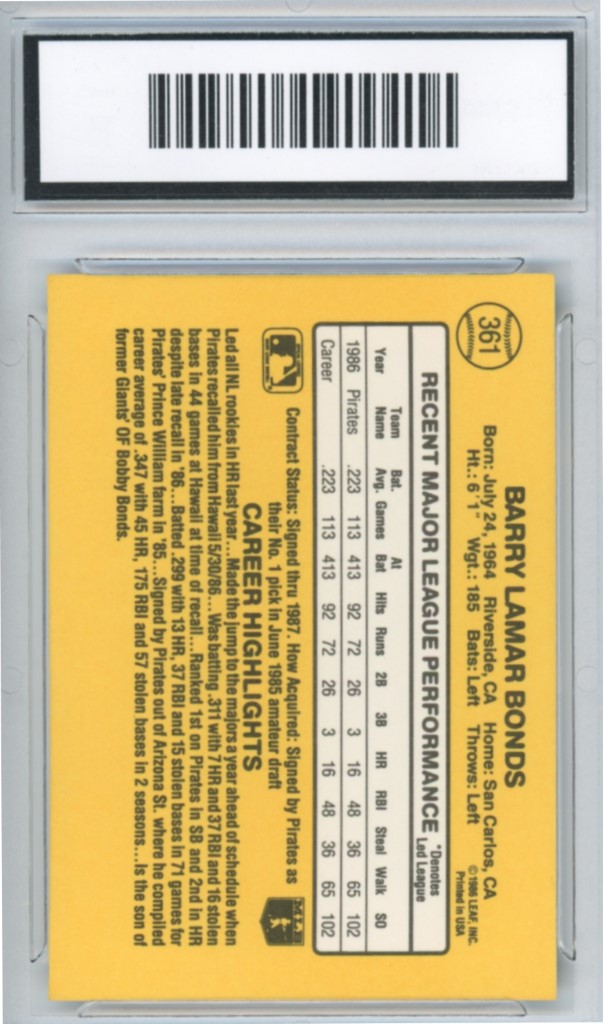 361
BARRY LAMAR BONDS
Born: July 24, 1964 Riverside, CA Home: San Carlos, CA
Ht.: 6'1" Wgt.: 185 Bats: Left Throws: Left
© 1986 LEAF, INC.
Printed in USA
RECENT MAJOR LEAGUE PERFORMANCE *Denotes Led League
Year Team Name Bat. Avg. Games At Bat Hits Runs 2B 3B HR RBI Steal Walk SO
1986 Pirates .223 113 413 92 72 26 3 16 48 36 65 102
Career .223 113 413 92 72 26 3 16 48 36 65 102
Contract Status: Signed thru 1987. How Acquired: Signed by Pirates as
their No. 1 pick in June 1985 amateur draft
CAREER HIGHLIGHTS
Led all NL rookies in HR last year...Made the jump to the majors a year ahead of schedule when
Pirates recalled him from Hawaii 5/30/86...Was batting .311 with 7 HR and 37 RBI and 16 stolen
bases in 44 games at Hawaii at time of recall...Ranked 1st on Pirates in SB and 2nd in HR
despite late recall in '86...Batted .299 with 13 HR, 37 RBI and 15 stolen bases in 71 games for
Pirates' Prince William farm in '85...Signed by Pirates out of Arizona St. where he compiled
career average of .347 with 45 HR, 175 RBI and 57 stolen bases in 2 seasons...Is the son of
former Giants' OF Bobby Bonds.